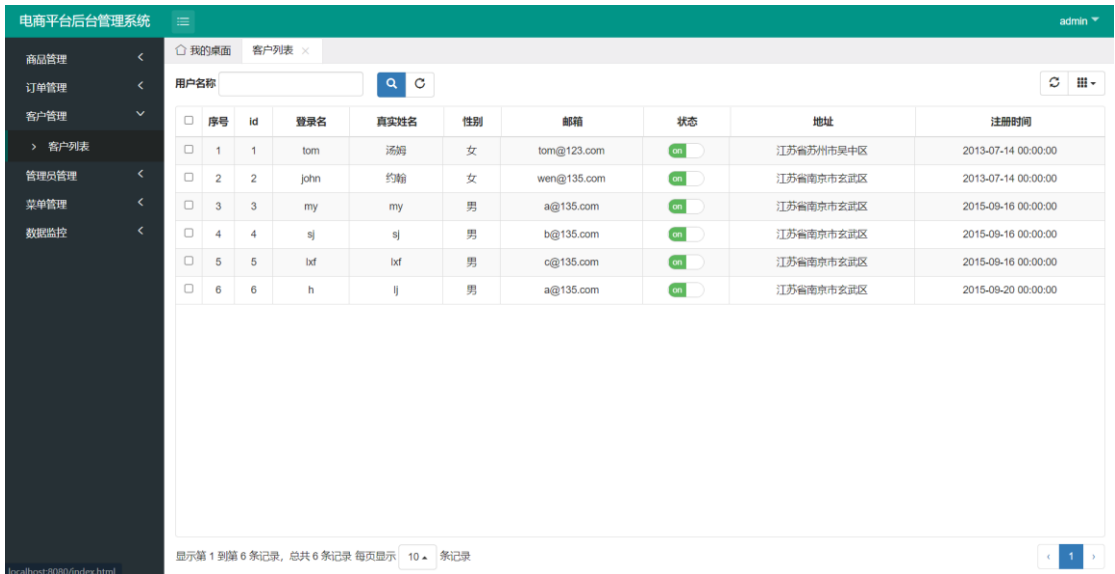 电商平台后台管理系统 admin
商品管理
订单管理
客户管理
客户列表
管理员管理
菜单管理
数据监控
我的桌面 客户列表
用户名称
序号 id 登录名 真实姓名 性别 邮箱 状态 地址 注册时间
1 1 tom 汤姆 女 tom@123.com on 江苏省苏州市吴中区 2013-07-14 00:00:00
2 2 john 约翰 女 wen@135.com on 江苏省南京市玄武区 2013-07-14 00:00:00
3 3 my my 男 a@135.com on 江苏省南京市玄武区 2015-09-16 00:00:00
4 4 sj sj 男 b@135.com on 江苏省南京市玄武区 2015-09-16 00:00:00
5 5 lxf lxf 男 c@135.com on 江苏省南京市玄武区 2015-09-16 00:00:00
6 6 h lj 男 a@135.com on 江苏省南京市玄武区 2015-09-20 00:00:00
显示第 1 到第 6 条记录，总共 6 条记录 每页显示 10 条记录 ‹ 1 ›
localhost:8080/index.html